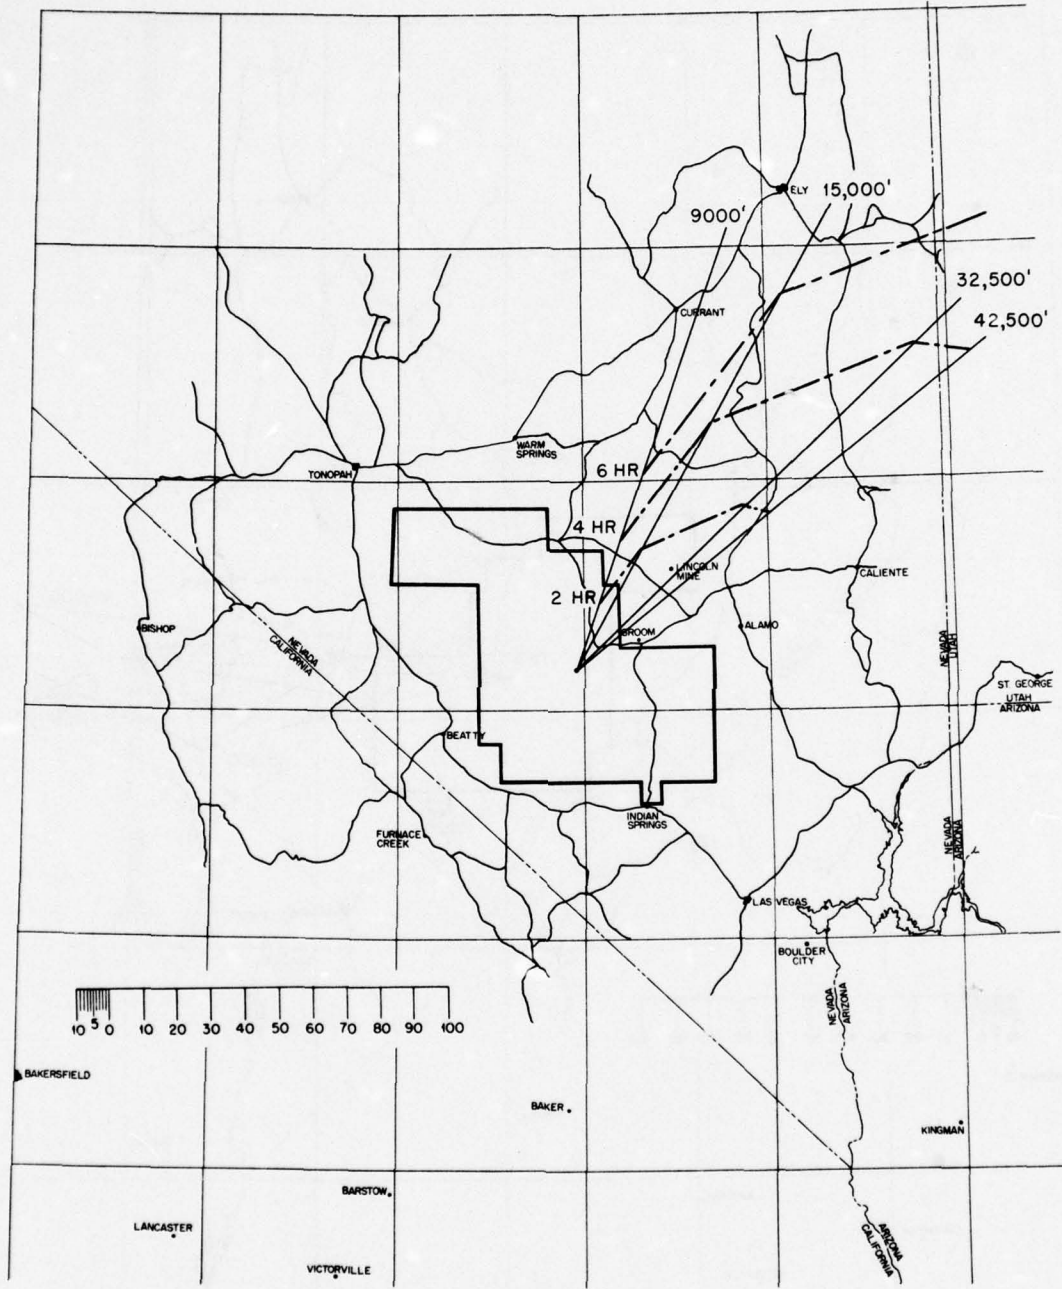 ELY
15,000'
9000'
32,500'
CURRANT
42,500'
WARM
SPRINGS
TONOPAH
6 HR
4 HR
LINCOLN
MINE
CALIENTE
2 HR
BISHOP
GROOM
ALAMO
NEVADA
CALIFORNIA
NEVADA
UTAH
ST. GEORGE
UTAH
ARIZONA
BEATTY
INDIAN
SPRINGS
FURNACE
CREEK
NEVADA
ARIZONA
LAS VEGAS
BOULDER
CITY
NEVADA
ARIZONA
10 5 0 10 20 30 40 50 60 70 80 90 100
BAKERSFIELD
BAKER
KINGMAN
BARSTOW
LANCASTER
ARIZONA
CALIFORNIA
VICTORVILLE